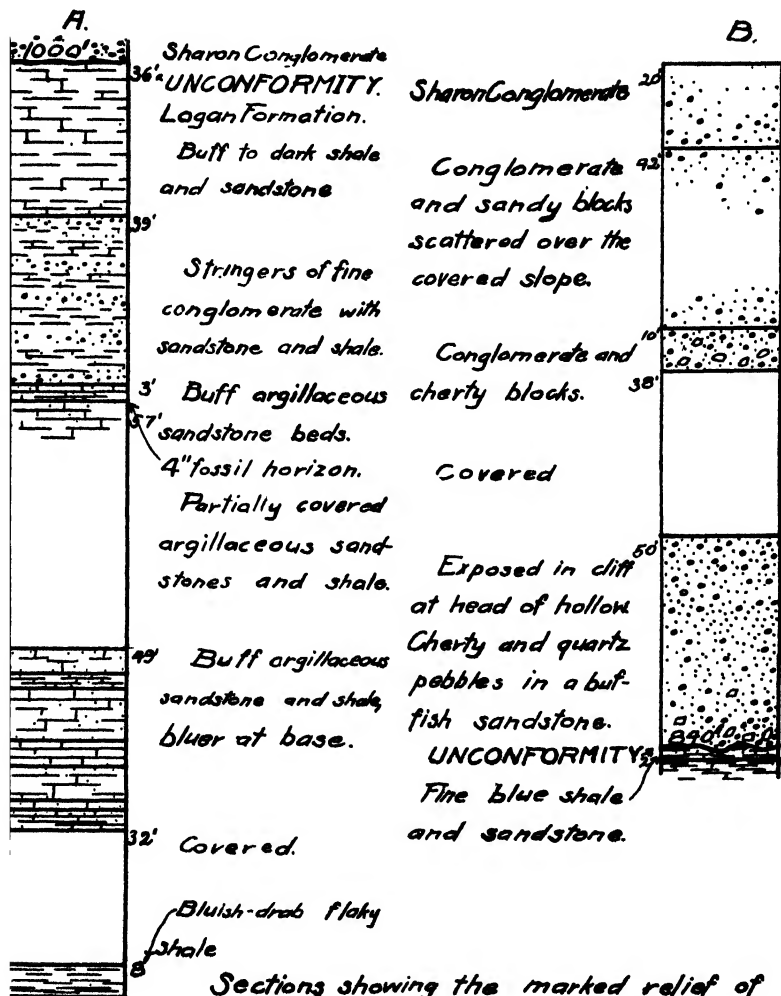 A.
1000'
Sharon Conglomerate
36'
UNCONFORMITY.
Logan Formation.
Buff to dark shale
and sandstone
39'
Stringers of fine
conglomerate with
sandstone and shale.
3'
Buff argillaceous
sandstone beds.
57'
4" fossil horizon.
Partially covered
argillaceous sand-
stones and shale.
49'
Buff argillaceous
sandstone and shale,
bluer at base.
32'
Covered.
Bluish-drab flaky
shale
8'
B.
20'
Sharon Conglomerate
92'
Conglomerate
and sandy blocks
scattered over the
covered slope.
10'
Conglomerate and
cherty blocks.
38'
Covered
50'
Exposed in cliff
at head of hollow.
Cherty and quartz
pebbles in a buf-
fish sandstone.
840'
UNCONFORMITY
2'
Fine blue shale
and sandstone.
Sections showing the marked relief of